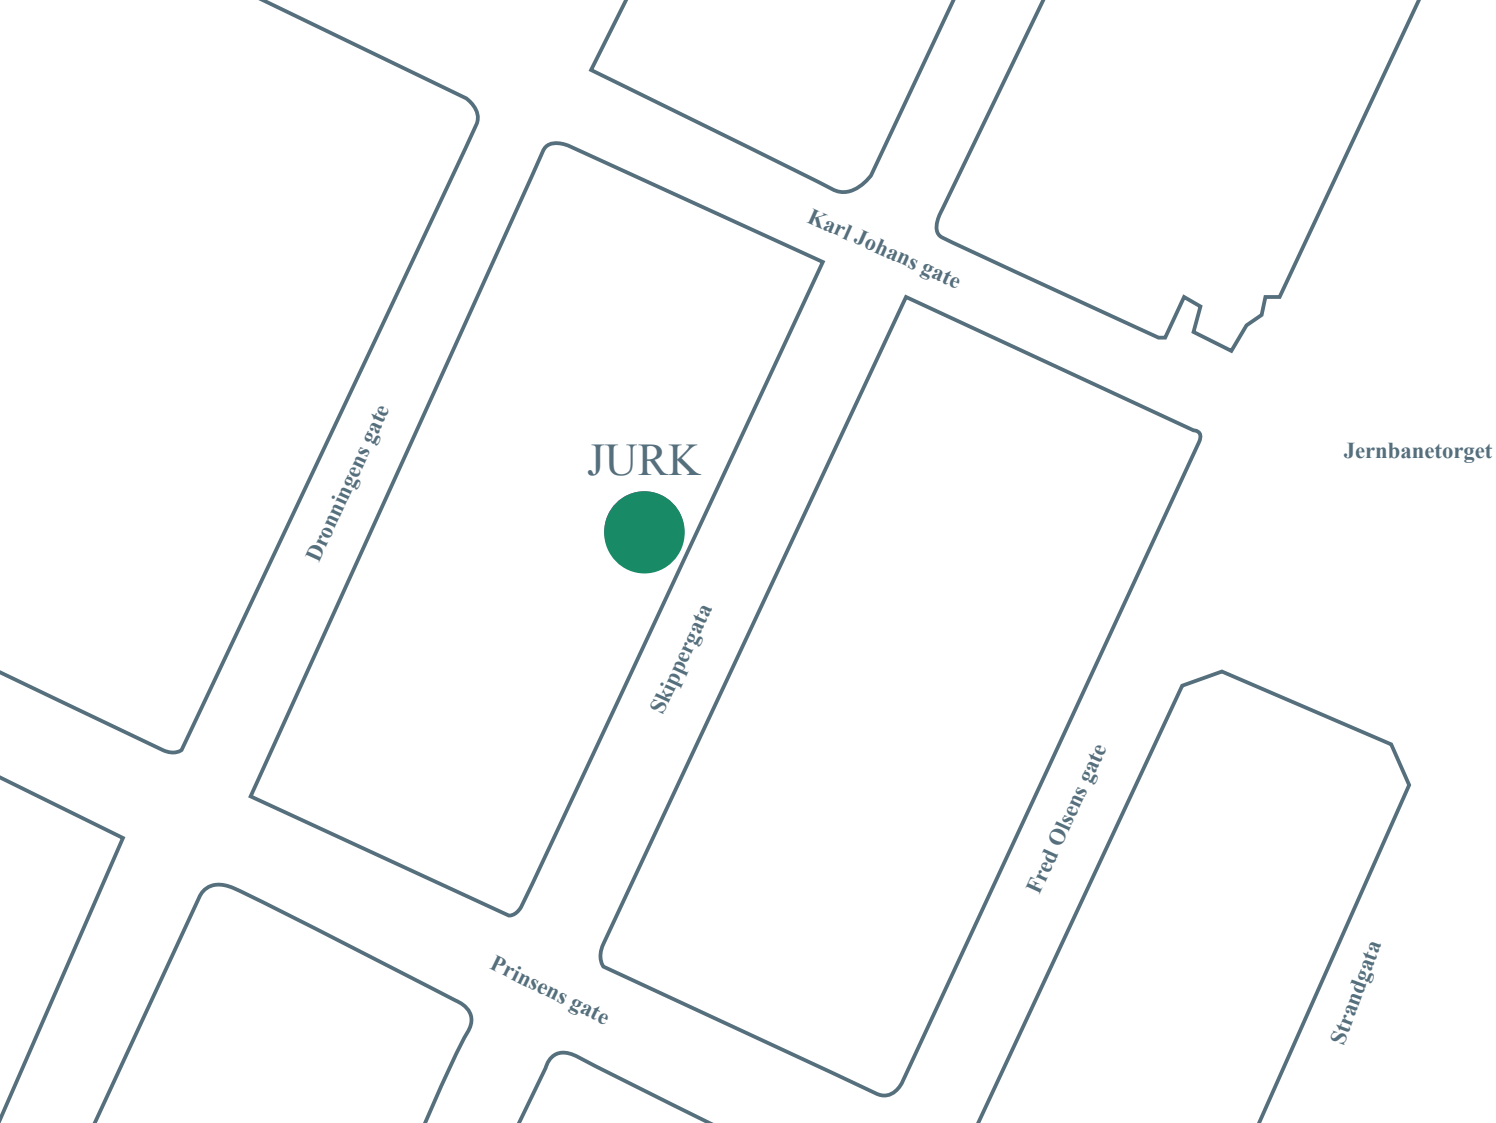 Karl Johans gate
Dronningens gate
JURK
Jernbanetorget
Skippergata
Fred Olsens gate
Prinsens gate
Strandgata